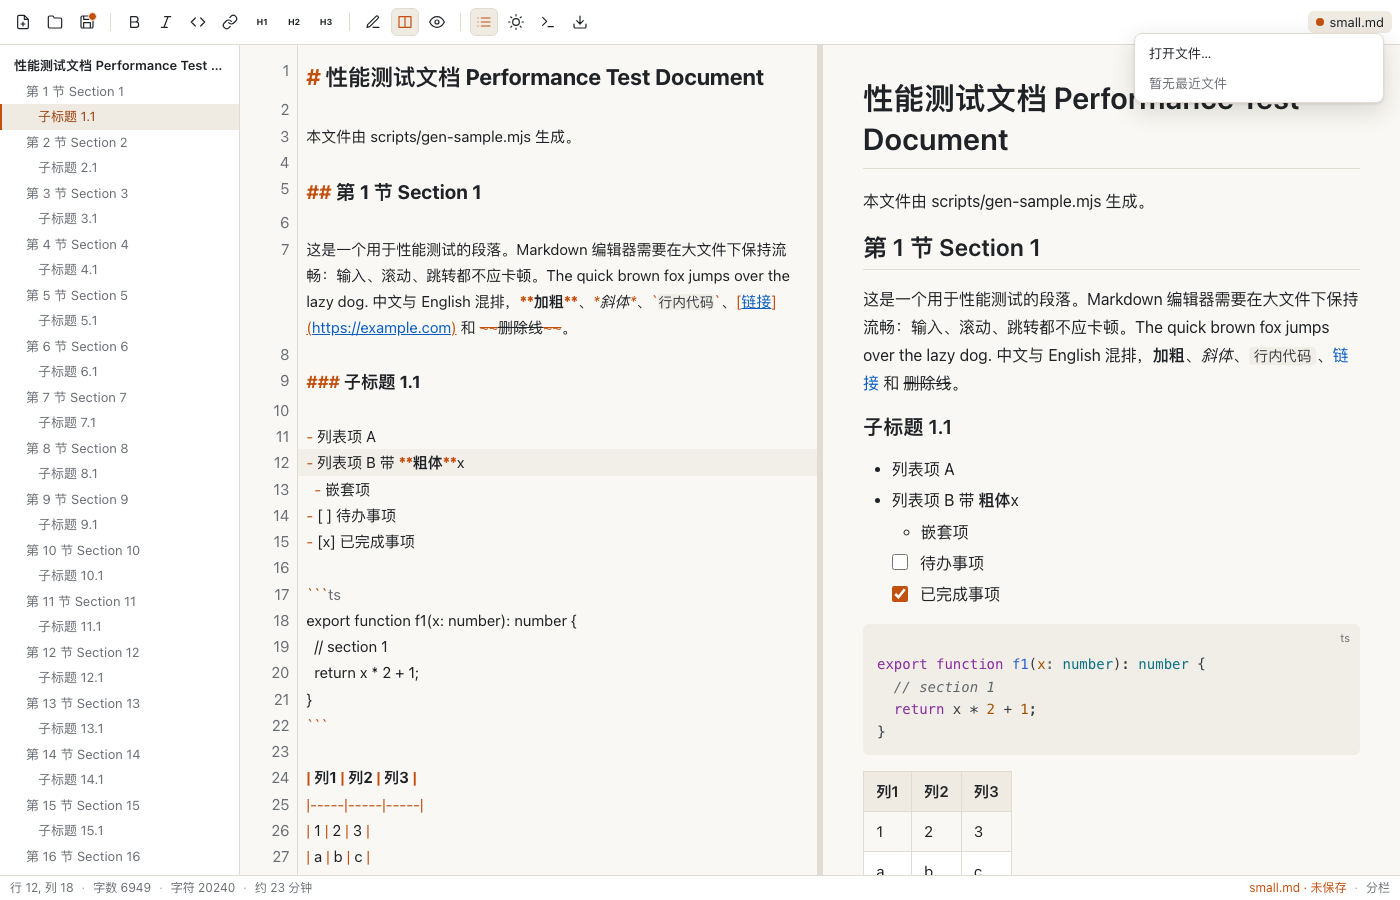 H1 H2 H3
small.md
打开文件...
暂无最近文件
性能测试文档 Performance Test ...
第 1 节 Section 1
子标题 1.1
第 2 节 Section 2
子标题 2.1
第 3 节 Section 3
子标题 3.1
第 4 节 Section 4
子标题 4.1
第 5 节 Section 5
子标题 5.1
第 6 节 Section 6
子标题 6.1
第 7 节 Section 7
子标题 7.1
第 8 节 Section 8
子标题 8.1
第 9 节 Section 9
子标题 9.1
第 10 节 Section 10
子标题 10.1
第 11 节 Section 11
子标题 11.1
第 12 节 Section 12
子标题 12.1
第 13 节 Section 13
子标题 13.1
第 14 节 Section 14
子标题 14.1
第 15 节 Section 15
子标题 15.1
第 16 节 Section 16
1 # 性能测试文档 Performance Test Document
2
3 本文件由 scripts/gen-sample.mjs 生成。
4
5 ## 第 1 节 Section 1
6
7 这是一个用于性能测试的段落。Markdown 编辑器需要在大文件下保持流
畅：输入、滚动、跳转都不应卡顿。The quick brown fox jumps over the
lazy dog. 中文与 English 混排，**加粗**、*斜体*、`行内代码`、[链接]
(https://example.com) 和 ~~删除线~~。
8
9 ### 子标题 1.1
10
11 - 列表项 A
12 - 列表项 B 带 **粗体**x
13 - 嵌套项
14 - [ ] 待办事项
15 - [x] 已完成事项
16
17 ```ts
18 export function f1(x: number): number {
19 // section 1
20 return x * 2 + 1;
21 }
22 ```
23
24 | 列1 | 列2 | 列3 |
25 |-----|-----|-----|
26 | 1 | 2 | 3 |
27 | a | b | c |
性能测试文档 Performance Test
Document
本文件由 scripts/gen-sample.mjs 生成。
第 1 节 Section 1
这是一个用于性能测试的段落。Markdown 编辑器需要在大文件下保持
流畅：输入、滚动、跳转都不应卡顿。The quick brown fox jumps
over the lazy dog. 中文与 English 混排，加粗、斜体、行内代码、链
接 和 删除线。
子标题 1.1
列表项 A
列表项 B 带 粗体x
嵌套项
待办事项
已完成事项
ts
export function f1(x: number): number {
// section 1
return x * 2 + 1;
}
列1 列2 列3
1 2 3
a b c
行 12, 列 18 · 字数 6949 · 字符 20240 · 约 23 分钟
small.md · 未保存 · 分栏